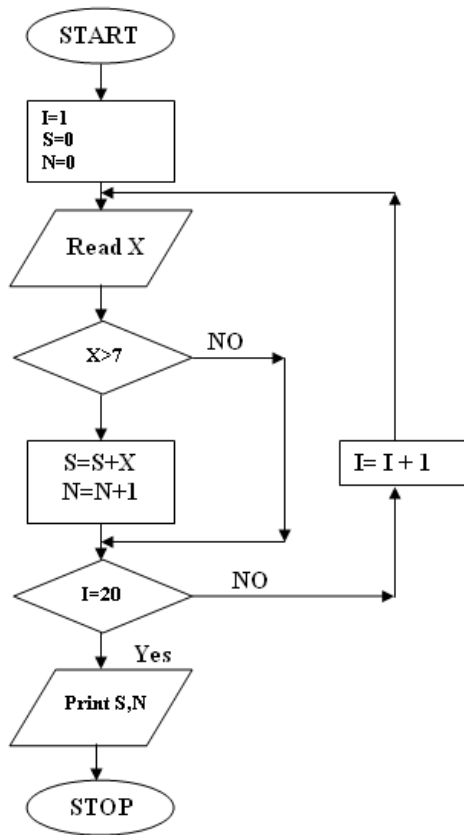 START
I=1
S=0
N=0
Read X
X>7
NO
S=S+X
N=N+1
I= I + 1
I=20
NO
Yes
Print S,N
STOP